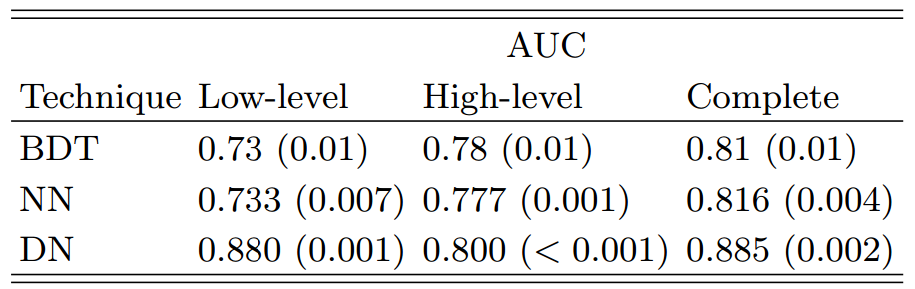 AUC
Technique Low-level High-level Complete
BDT 0.73 (0.01) 0.78 (0.01) 0.81 (0.01)
NN 0.733 (0.007) 0.777 (0.001) 0.816 (0.004)
DN 0.880 (0.001) 0.800 (< 0.001) 0.885 (0.002)